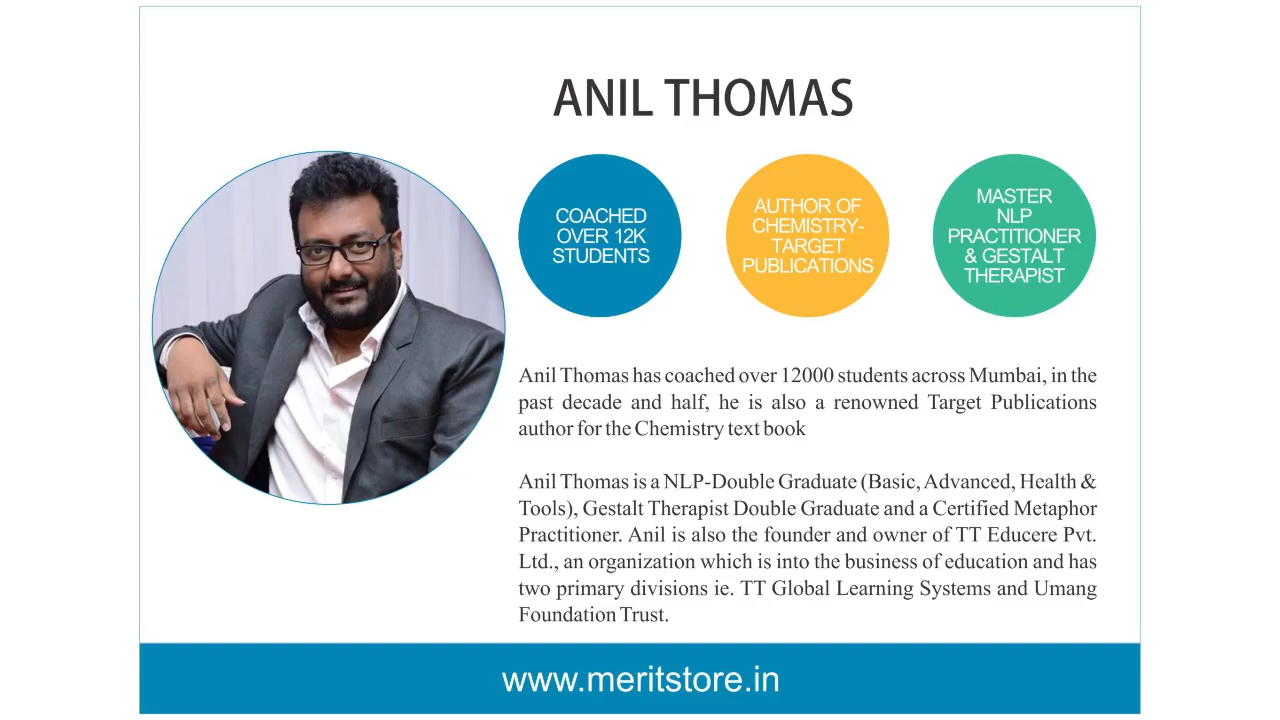 ANIL THOMAS
COACHED
OVER 12K
STUDENTS
AUTHOR OF
CHEMISTRY-
TARGET
PUBLICATIONS
MASTER
NLP
PRACTITIONER
& GESTALT
THERAPIST
Anil Thomas has coached over 12000 students across Mumbai, in the
past decade and half, he is also a renowned Target Publications
author for the Chemistry text book
Anil Thomas is a NLP-Double Graduate (Basic, Advanced, Health &
Tools), Gestalt Therapist Double Graduate and a Certified Metaphor
Practitioner. Anil is also the founder and owner of TT Educere Pvt.
Ltd., an organization which is into the business of education and has
two primary divisions ie. TT Global Learning Systems and Umang
Foundation Trust.
www.meritstore.in